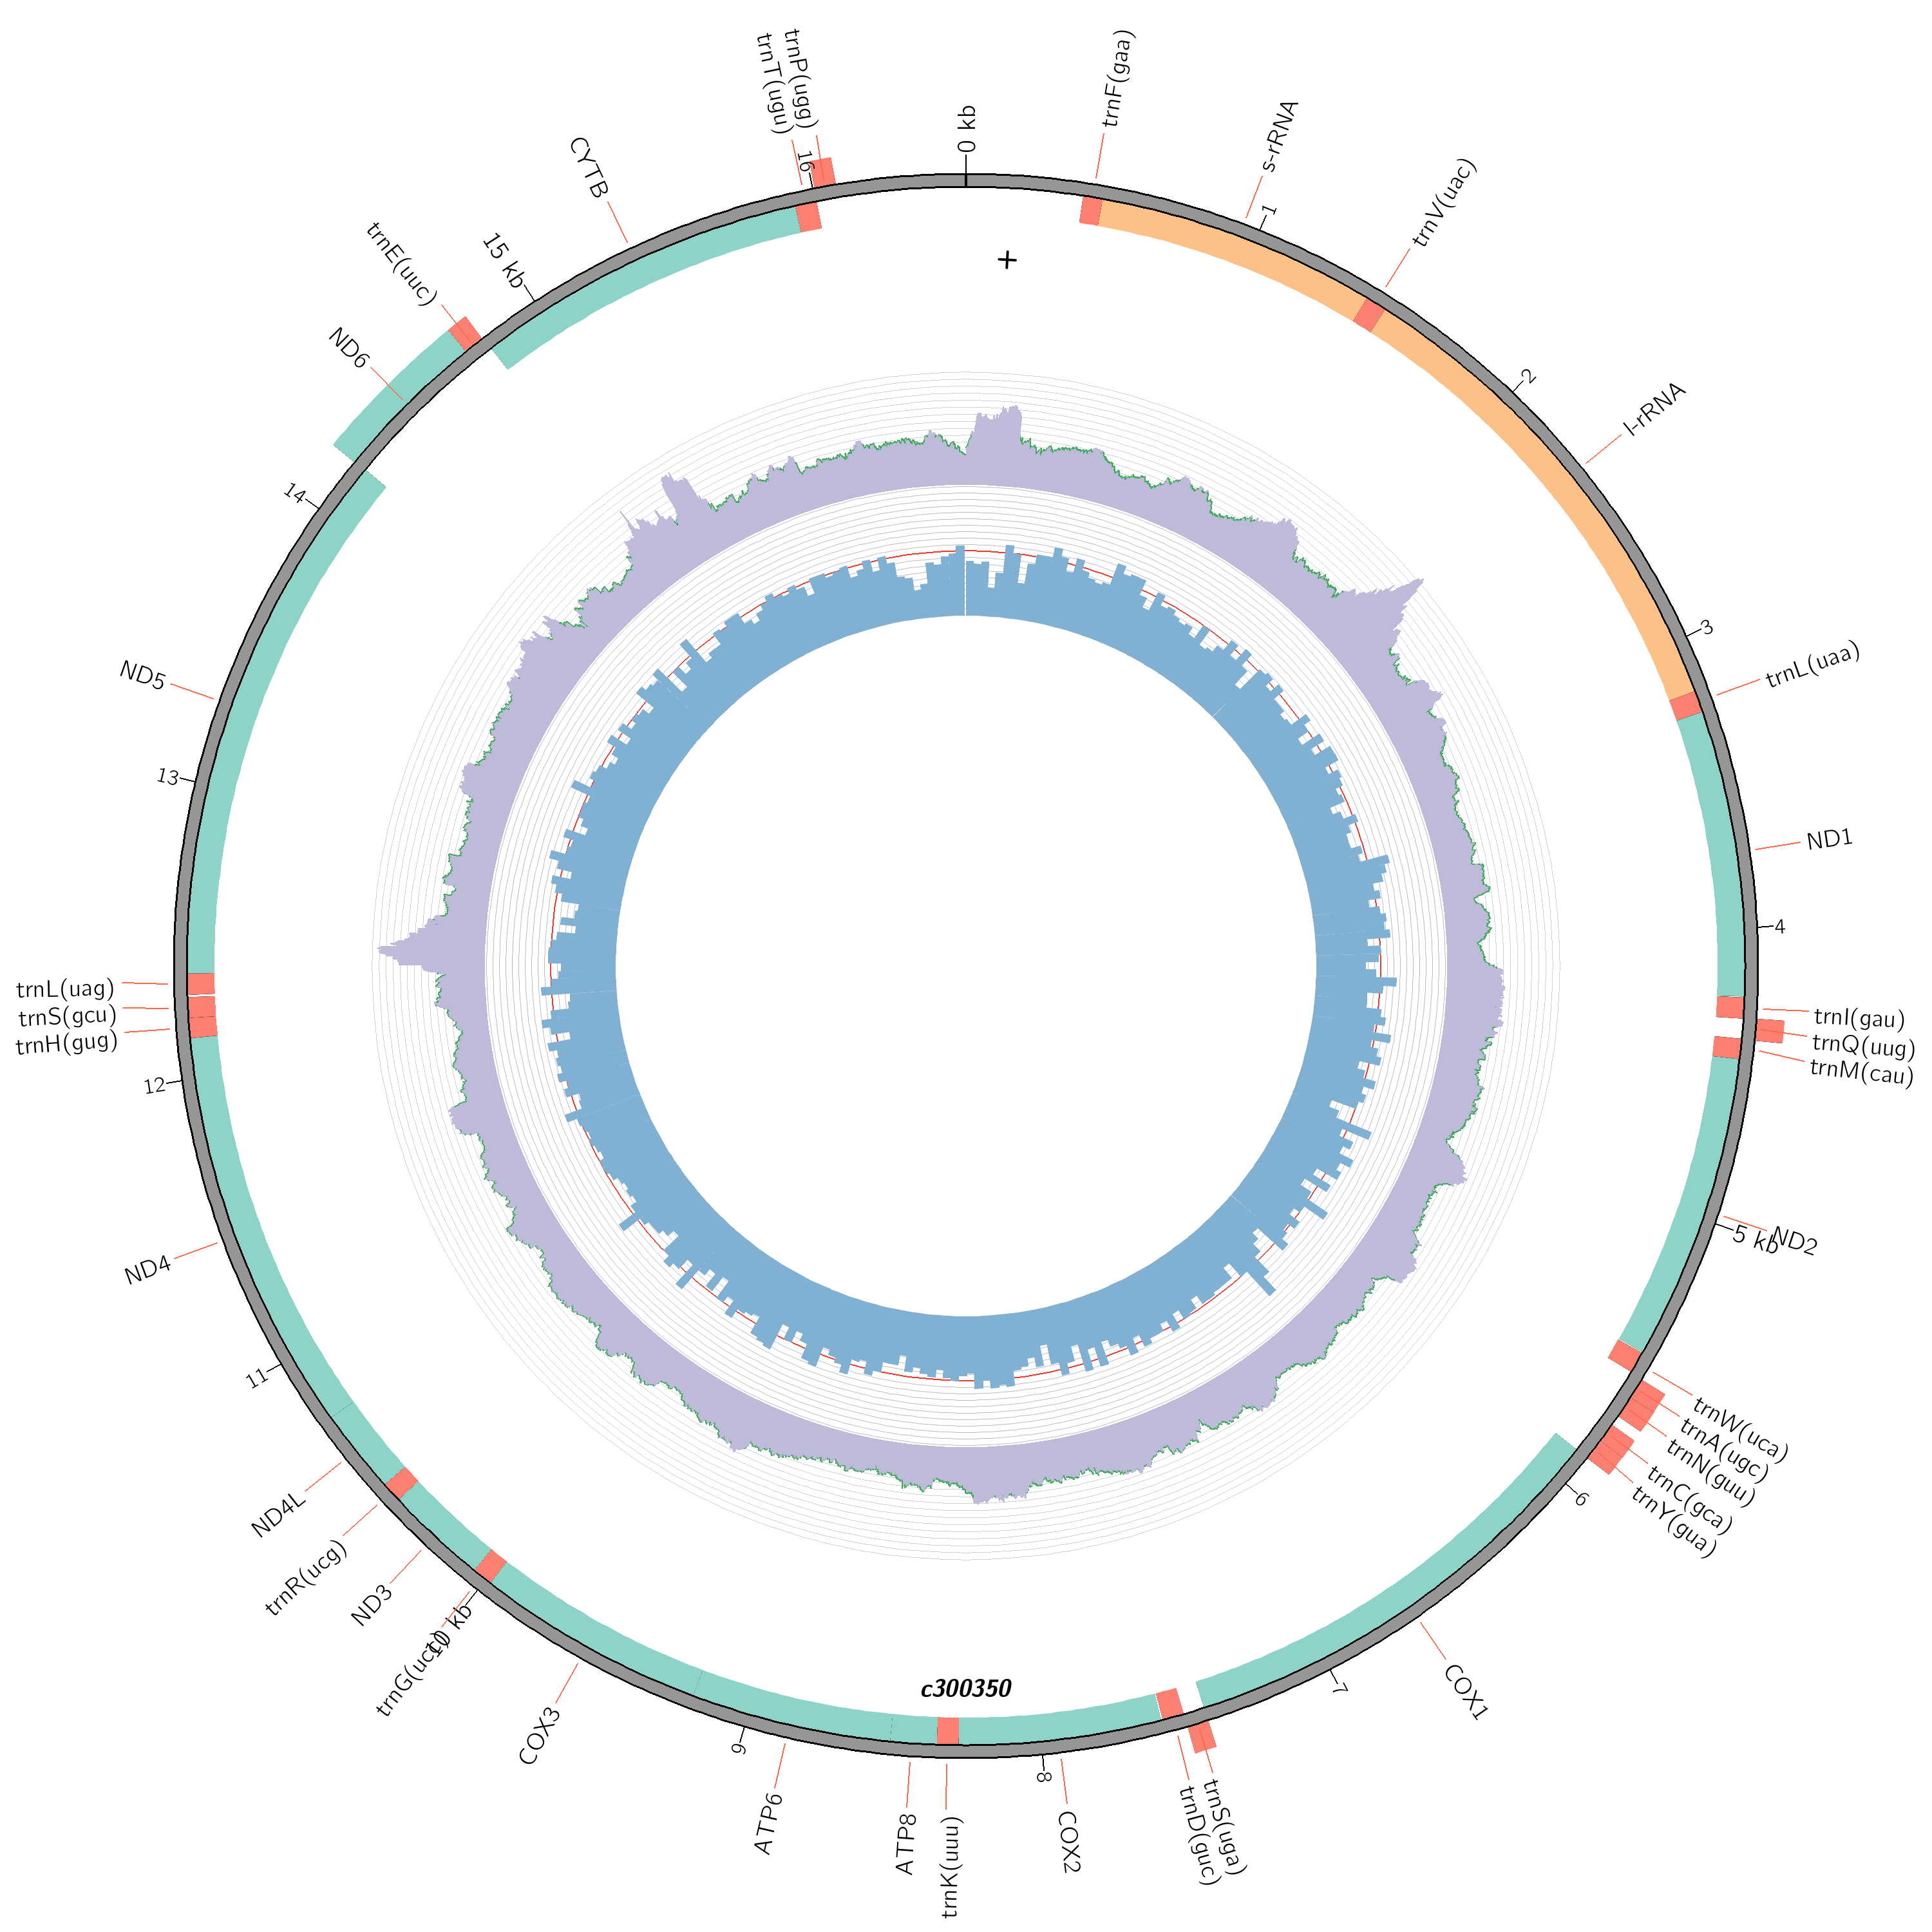 0 kb
trnF(gaa)
s-rRNA
1
trnV(uac)
2
l-rRNA
3
trnL(uaa)
ND1
4
trnI(gau)
trnQ(uug)
trnM(cau)
5 kb
ND2
trnW(uca)
trnA(ugc)
trnN(guu)
trnC(gca)
trnY(gua)
6
COX1
7
trnS(uga)
trnD(guc)
COX2
8
trnK(uuu)
ATP8
ATP6
9
COX3
10 kb
trnG(ucc)
ND3
trnR(ucg)
ND4L
11
ND4
12
trnH(gug)
trnS(gcu)
trnL(uag)
13
ND5
14
ND6
trnE(uuc)
15 kb
CYTB
trnT(ugu)
16
trnP(ugg)
+
c300350